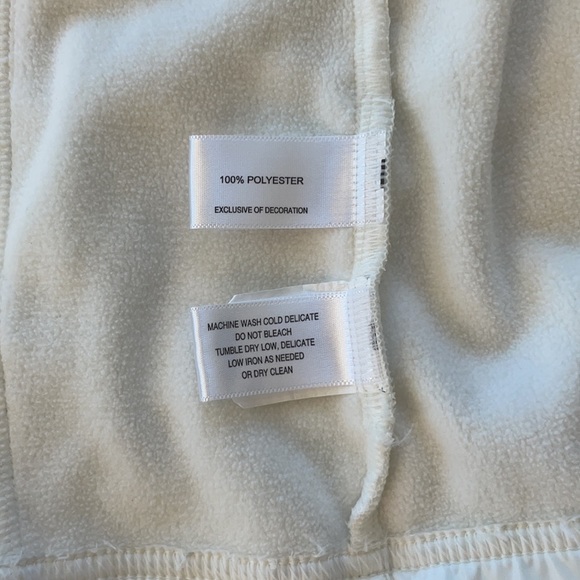 100% POLYESTER
EXCLUSIVE OF DECORATION
MACHINE WASH COLD DELICATE
DO NOT BLEACH
TUMBLE DRY LOW, DELICATE
LOW IRON AS NEEDED
OR DRY CLEAN